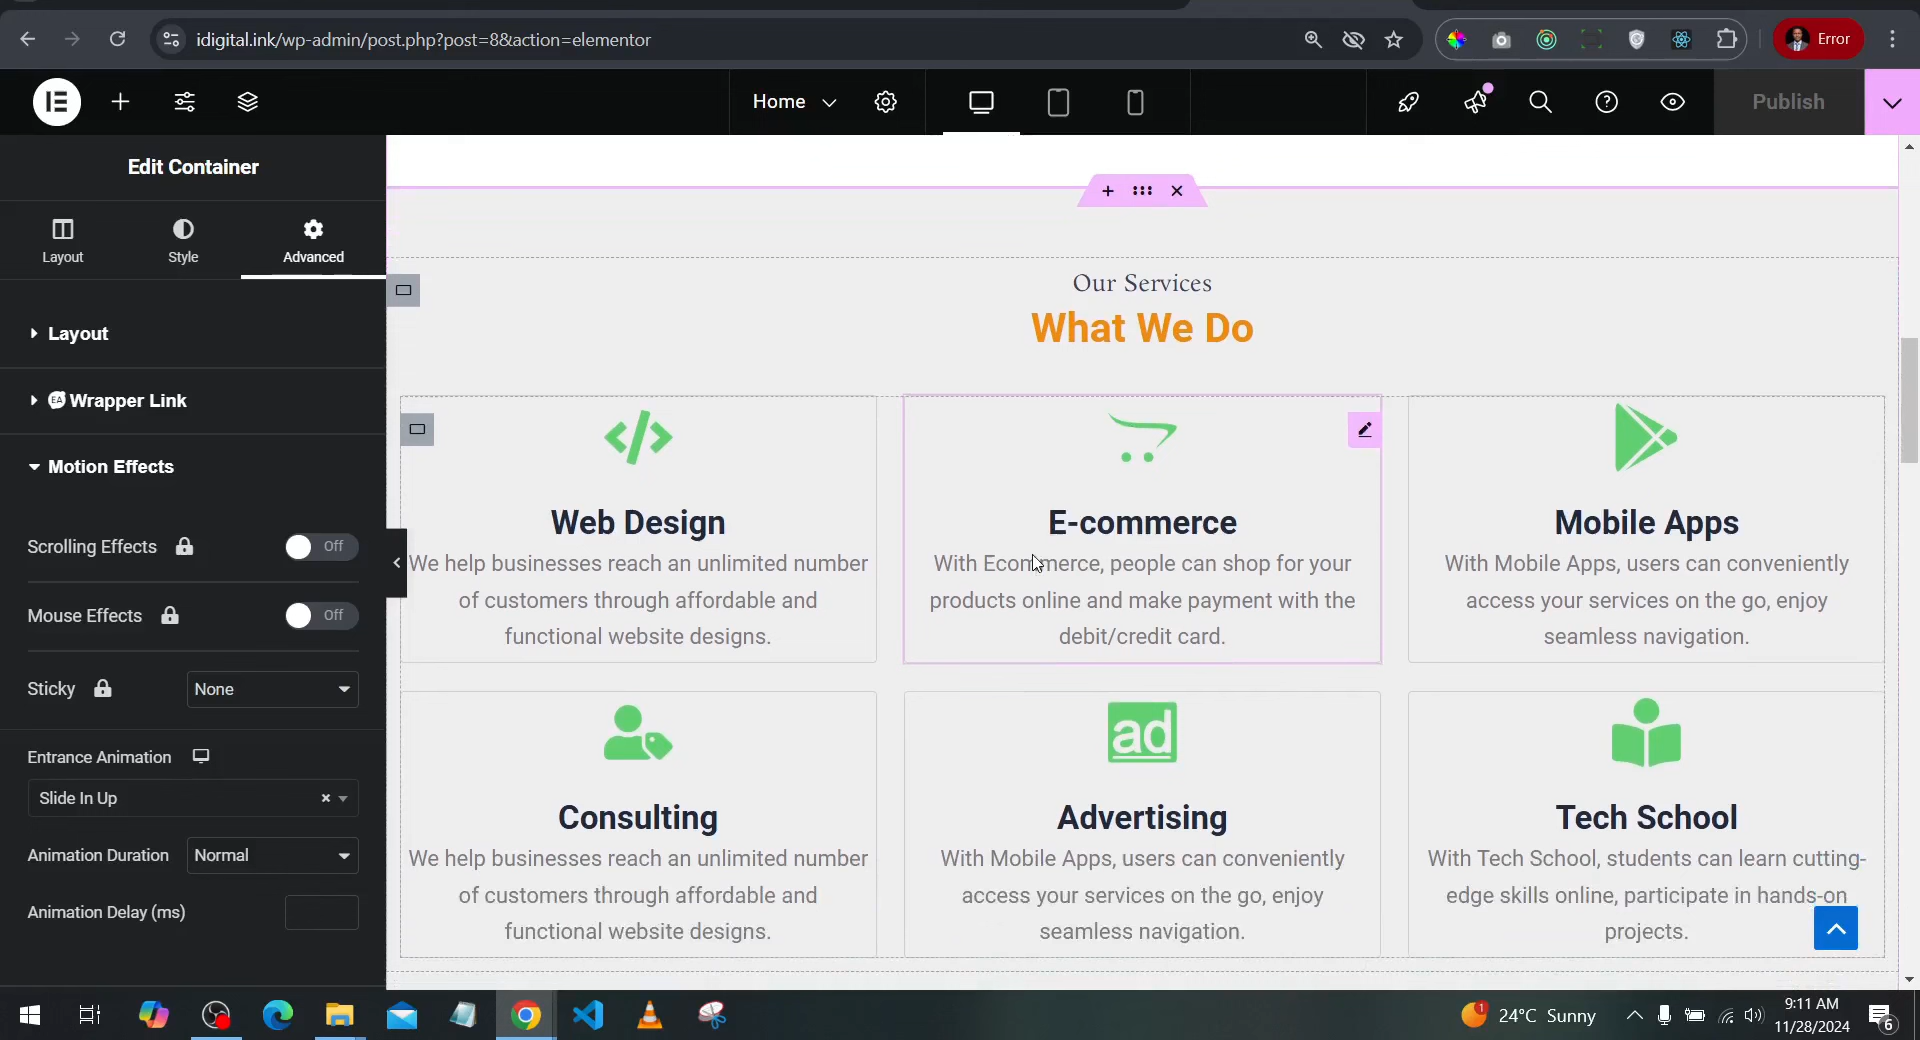 idigital.ink/wp-admin/post.php?post=8&action=elementor
Error
Home
Publish
Edit Container
Layout
Style
Advanced
Layout
EA Wrapper Link
Motion Effects
Scrolling Effects
Off
Mouse Effects
Off
Sticky
None
Entrance Animation
Slide In Up
Animation Duration
Normal
Animation Delay (ms)
Our Services
What We Do
Web Design
We help businesses reach an unlimited number
of customers through affordable and
functional website designs.
E-commerce
With Ecommerce, people can shop for your
products online and make payment with the
debit/credit card.
Mobile Apps
With Mobile Apps, users can conveniently
access your services on the go, enjoy
seamless navigation.
Consulting
We help businesses reach an unlimited number
of customers through affordable and
functional website designs.
ad
Advertising
With Mobile Apps, users can conveniently
access your services on the go, enjoy
seamless navigation.
Tech School
With Tech School, students can learn cutting-
edge skills online, participate in hands-on
projects.
1
24°C Sunny
9:11 AM
11/28/2024
6